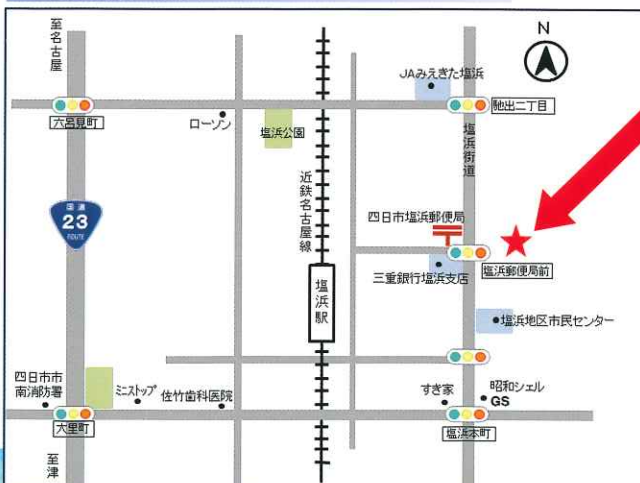 至名古屋
N
JAみえきた塩浜
六呂見町
ローソン
塩浜公園
馳出二丁目
塩浜街道
近鉄名古屋線
国道
23
ROUTE
四日市塩浜郵便局
塩浜郵便局前
三重銀行塩浜支店
塩浜駅
塩浜地区市民センター
四日市市
南消防署
ミニストップ
佐竹歯科医院
すき家
昭和シェル
GS
大里町
塩浜本町
至津